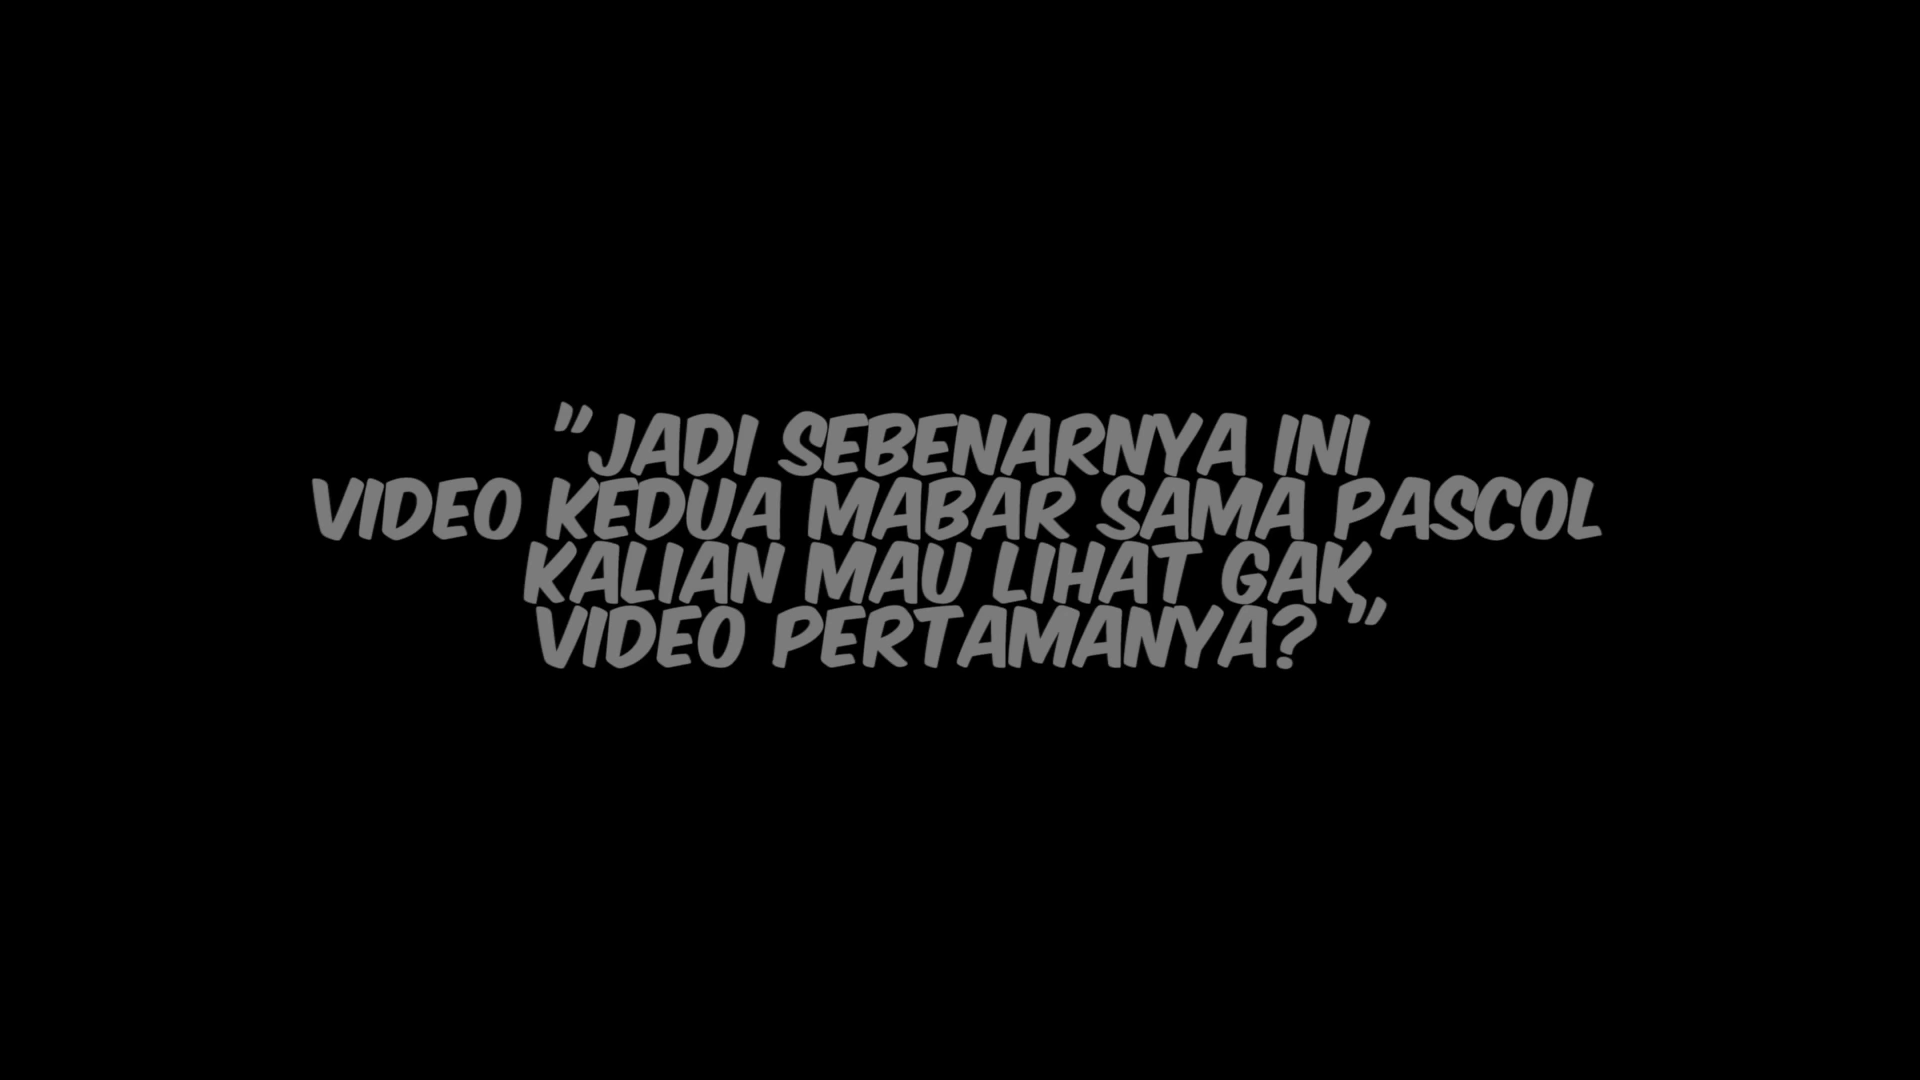 "JADI SEBENARNYA INI
VIDEO KEDUA MABAR SAMA PASCOL
KALIAN MAU LIHAT GAK,
VIDEO PERTAMANYA? "